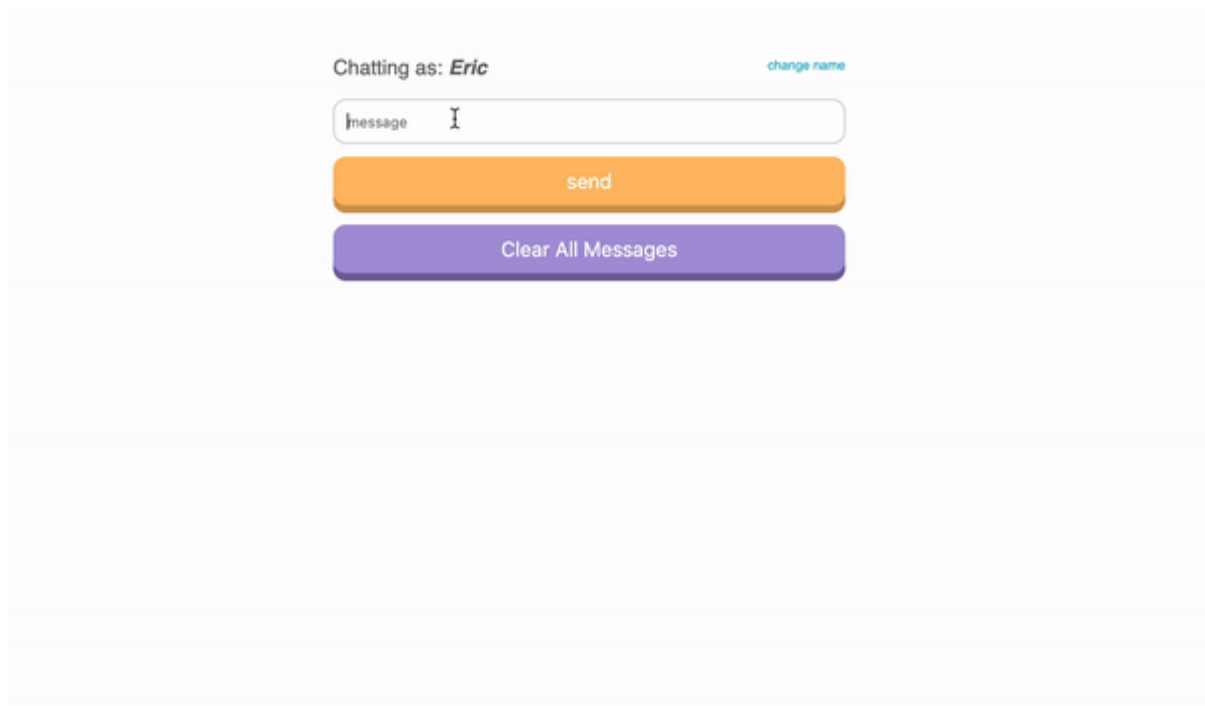 Chatting as: Eric
change name
message
send
Clear All Messages